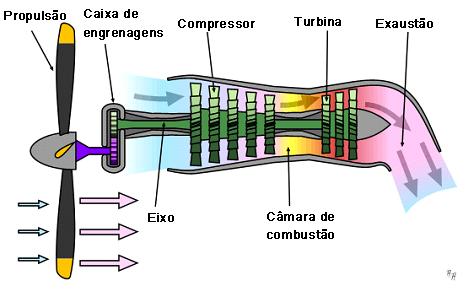 Propulsão
Caixa de
engrenagens
Compressor
Turbina
Exaustão
Eixo
Câmara de
combustão